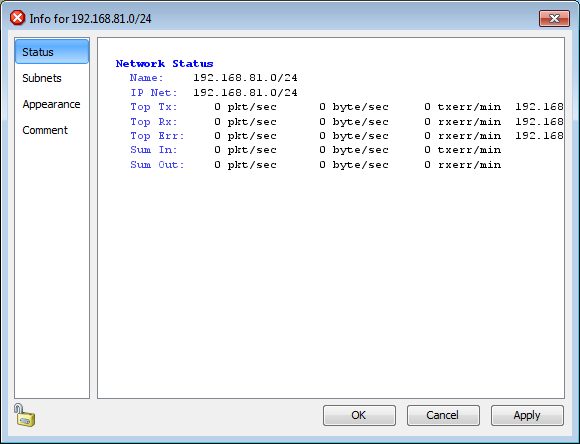 Info for 192.168.81.0/24
Status
Subnets
Appearance
Comment
Network Status
Name: 192.168.81.0/24
IP Net: 192.168.81.0/24
Top Tx: 0 pkt/sec 0 byte/sec 0 txerr/min 192.168
Top Rx: 0 pkt/sec 0 byte/sec 0 rxerr/min 192.168
Top Err: 0 pkt/sec 0 byte/sec 0 rxerr/min 192.168
Sum In: 0 pkt/sec 0 byte/sec 0 txerr/min
Sum Out: 0 pkt/sec 0 byte/sec 0 rxerr/min
OK Cancel Apply